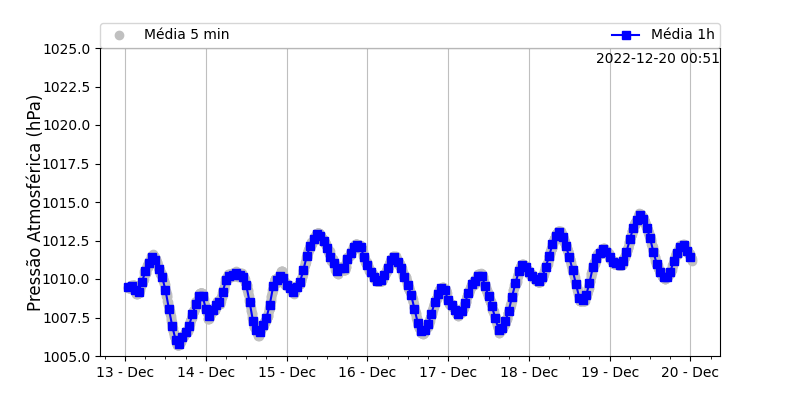 Média 5 min
Média 1h
2022-12-20 00:51
Pressão Atmosférica (hPa)
1025.0
1022.5
1020.0
1017.5
1015.0
1012.5
1010.0
1007.5
1005.0
13 - Dec 14 - Dec 15 - Dec 16 - Dec 17 - Dec 18 - Dec 19 - Dec 20 - Dec